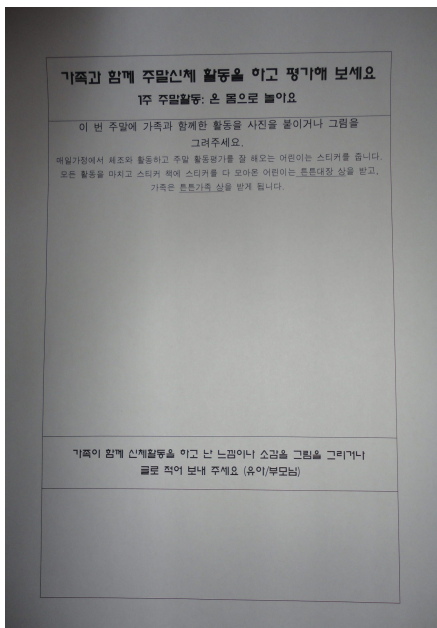 가족과 함께 주말신체 활동을 하고 평가해 보세요
1주 주말활동: 온 몸으로 놀아요
이 번 주말에 가족과 함께한 활동을 사진을 붙이거나 그림을
그려주세요.
매일가정에서 체조와 활동하고 주말 활동평가를 잘 해오는 어린이는 스티커를 줍니다.
모든 활동을 마치고 스티커 책에 스티커를 다 모아온 어린이는 튼튼대장 상을 받고,
가족은 튼튼가족 상을 받게 됩니다.
가족이 함께 신체활동을 하고 난 느낌이나 소감을 그림을 그리거나
글로 적어 보내 주세요 (유아/부모님)